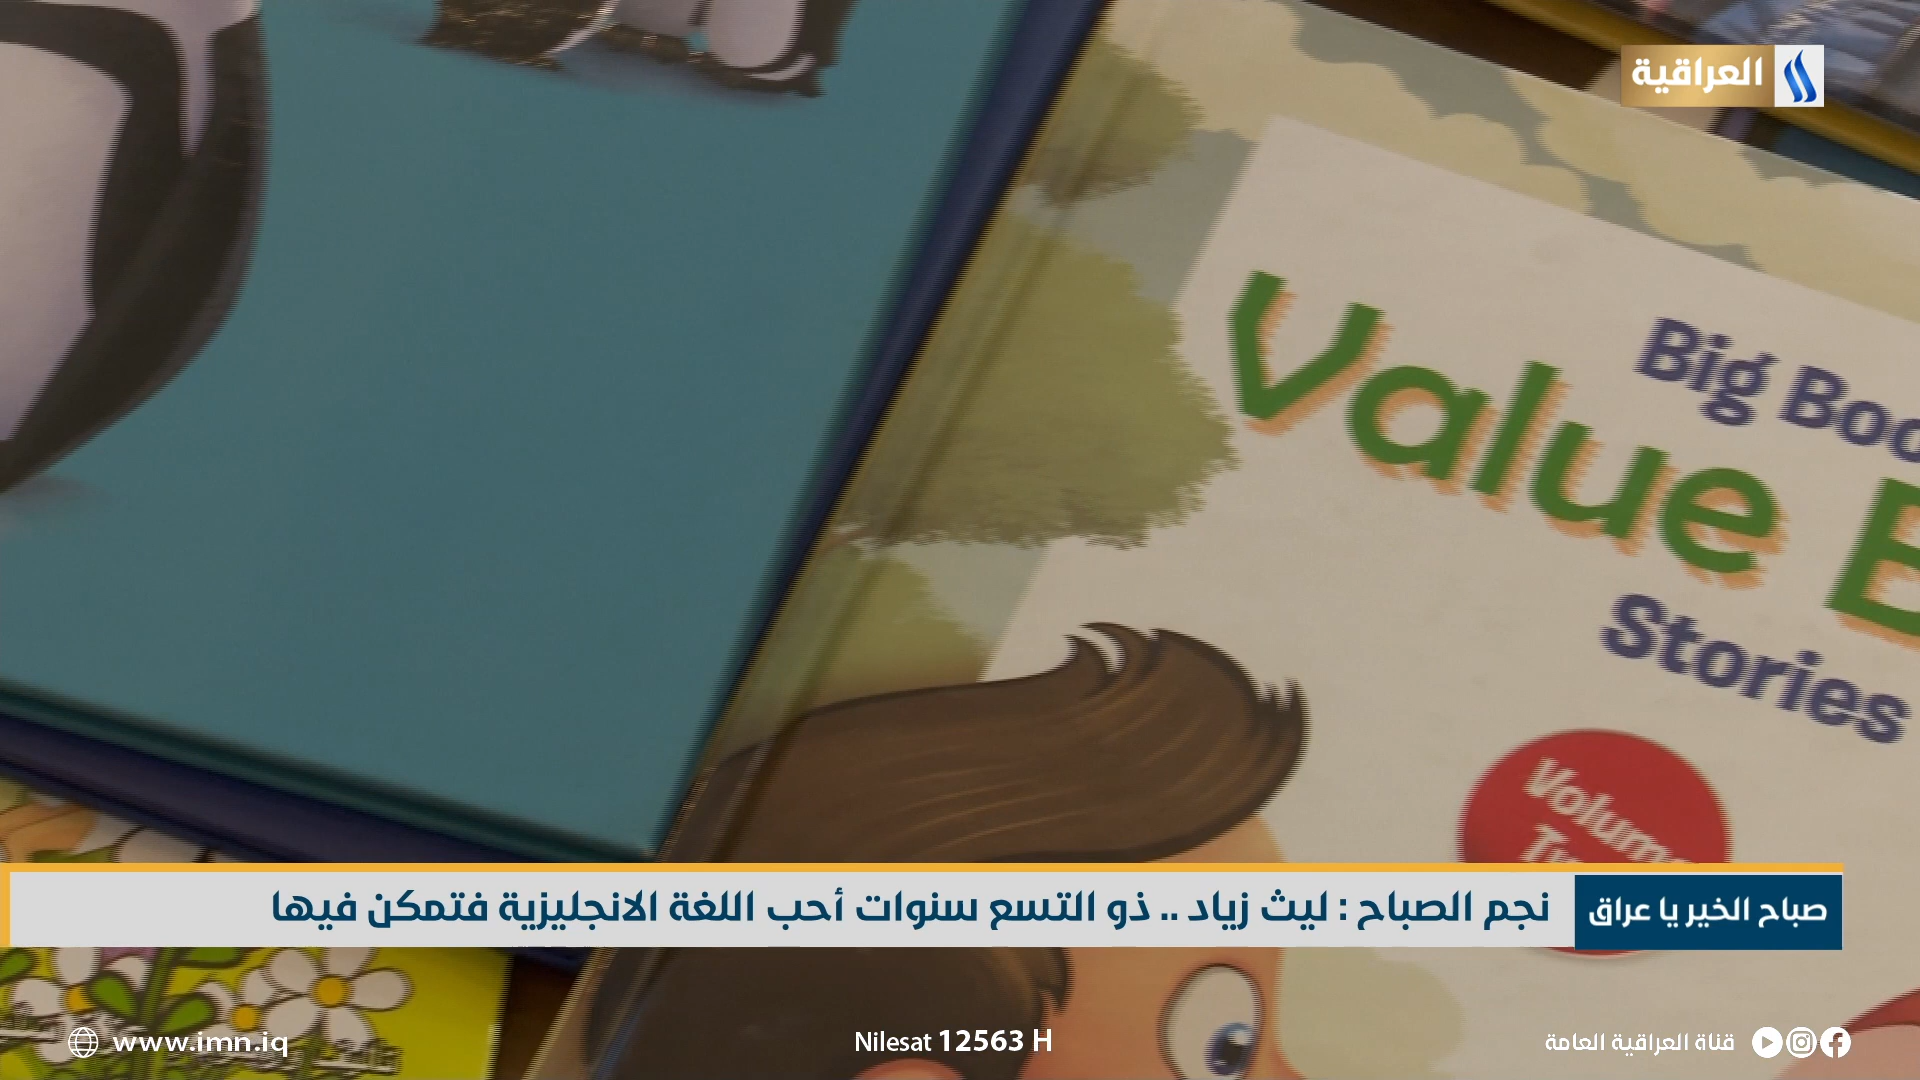 العراقية
Big Boo
Value E
Stories
Volume
صباح الخير يا عراق
نجم الصباح : ليث زياد .. ذو التسع سنوات أحب اللغة الانجليزية فتمكن فيها
www.imn.iq
Nilesat 12563 H
قناة العراقية العامة